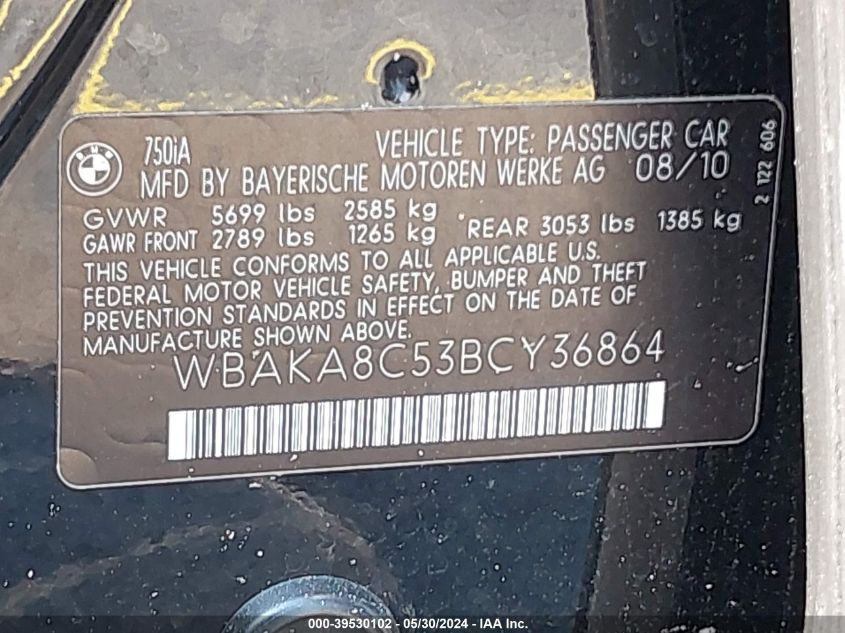 BMW
750iA VEHICLE TYPE: PASSENGER CAR
MFD BY BAYERISCHE MOTOREN WERKE AG 08/10
GVWR 5699 lbs 2585 kg
GAWR FRONT 2789 lbs 1265 kg REAR 3053 lbs 1385 kg
THIS VEHICLE CONFORMS TO ALL APPLICABLE U.S.
FEDERAL MOTOR VEHICLE SAFETY, BUMPER AND THEFT
PREVENTION STANDARDS IN EFFECT ON THE DATE OF
MANUFACTURE SHOWN ABOVE.
WBAKA8C53BCY36864
2 122 606
000-39530102 - 05/30/2024 - IAA Inc.